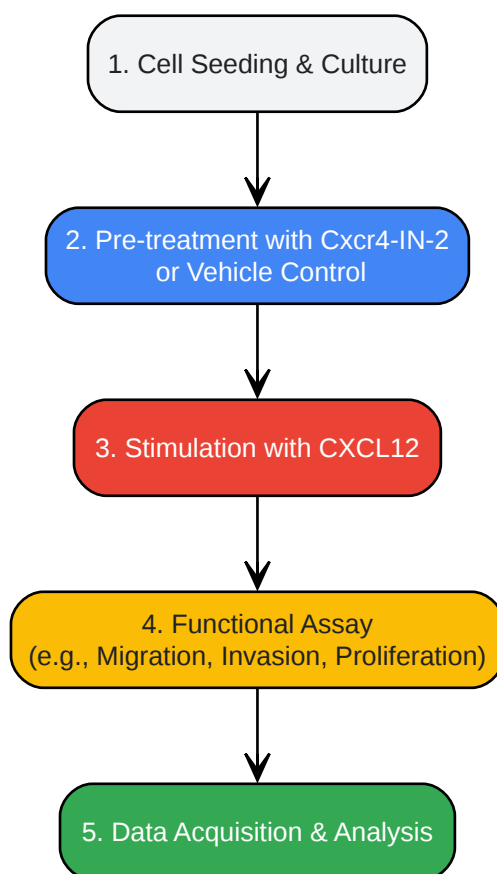 1. Cell Seeding & Culture
2. Pre-treatment with Cxcr4-IN-2
or Vehicle Control
3. Stimulation with CXCL12
4. Functional Assay
(e.g., Migration, Invasion, Proliferation)
5. Data Acquisition & Analysis